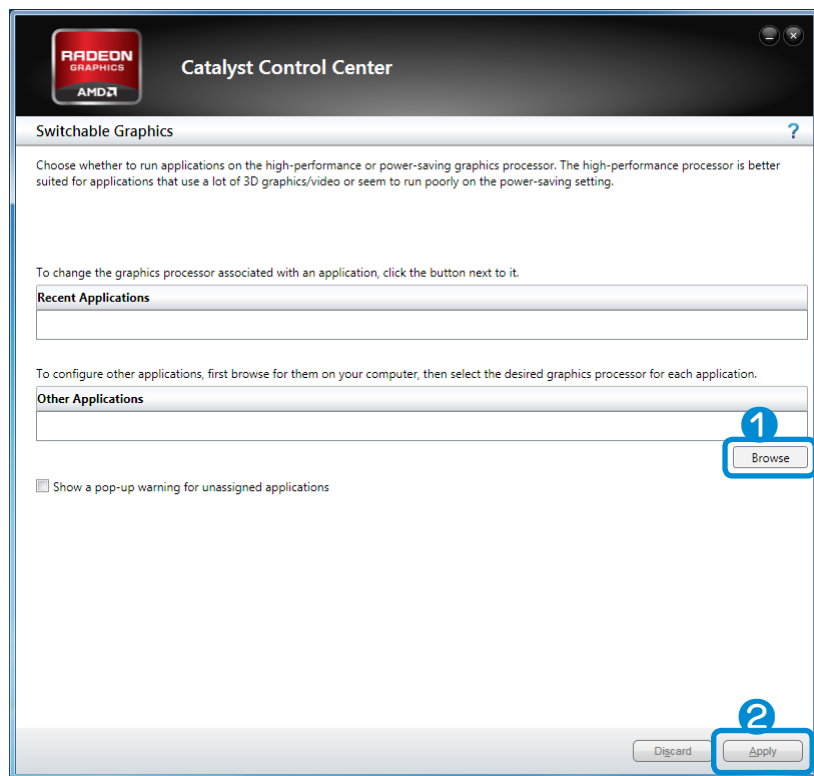 RADEON
GRAPHICS
AMD
Catalyst Control Center
Switchable Graphics
?
Choose whether to run applications on the high-performance or power-saving graphics processor. The high-performance processor is better
suited for applications that use a lot of 3D graphics/video or seem to run poorly on the power-saving setting.
To change the graphics processor associated with an application, click the button next to it.
Recent Applications
To configure other applications, first browse for them on your computer, then select the desired graphics processor for each application.
Other Applications
1
Browse
Show a pop-up warning for unassigned applications
2
Discard
Apply